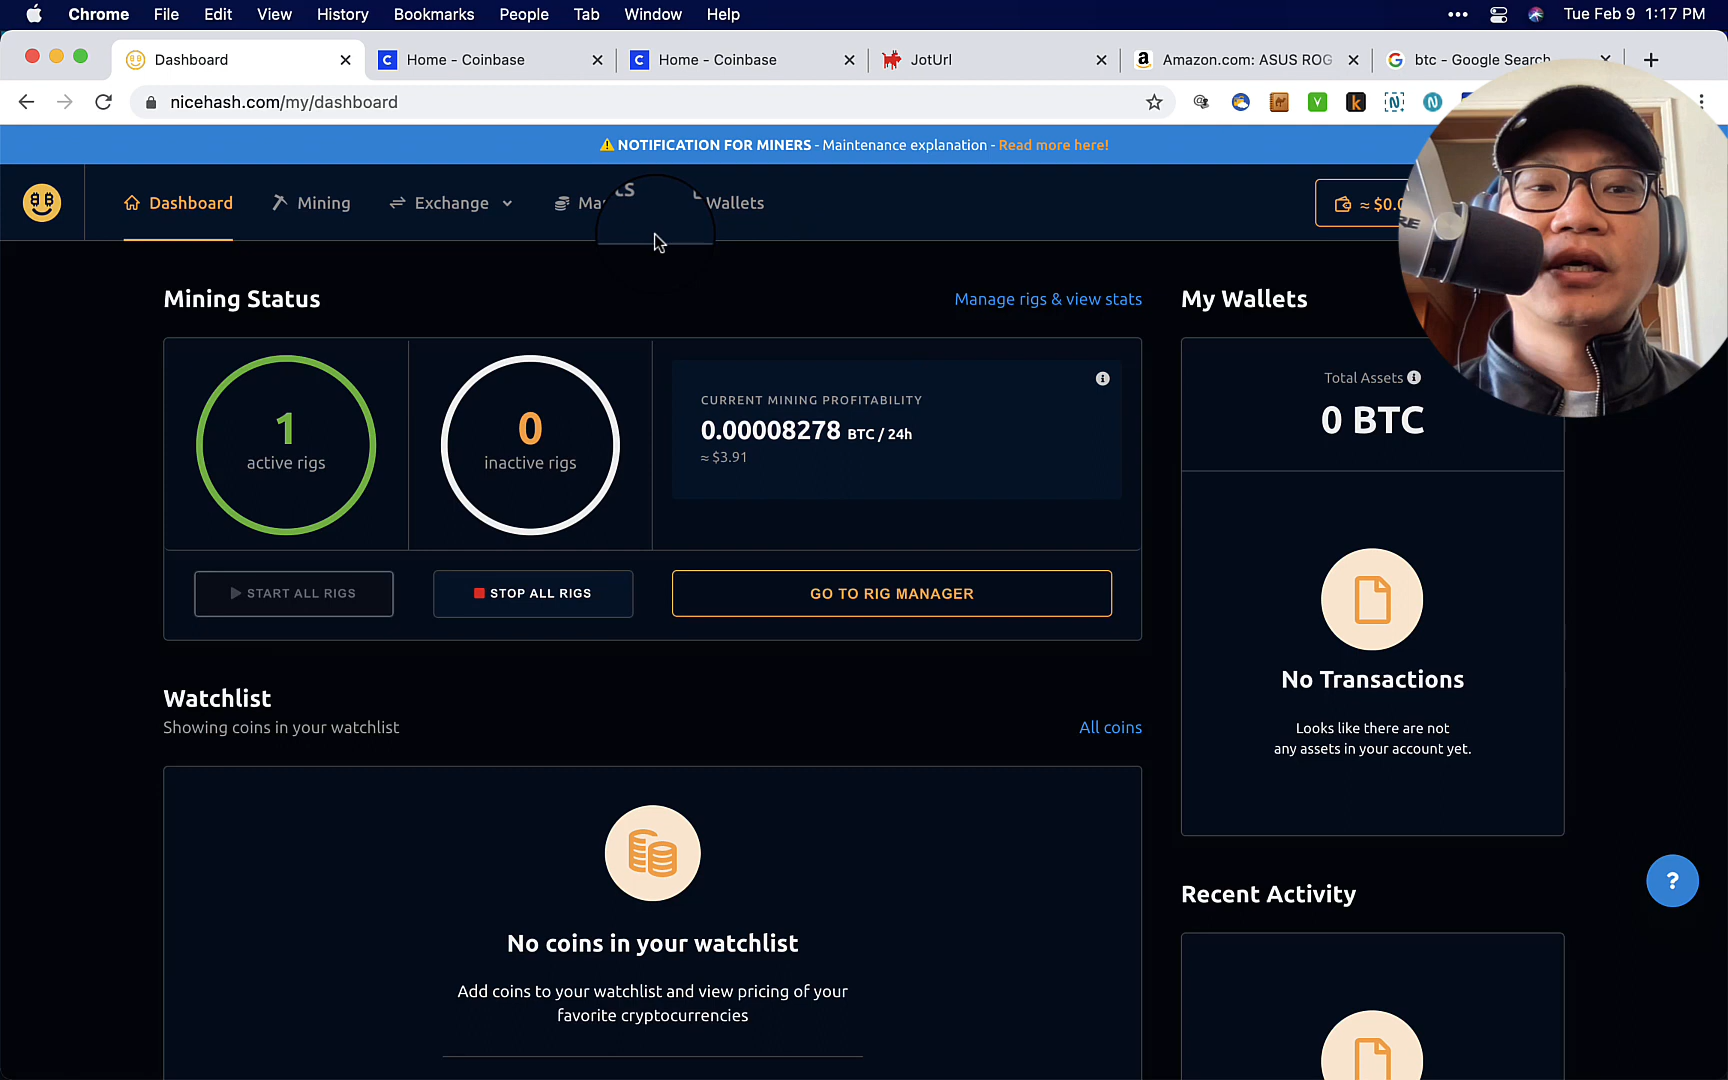 Chrome File Edit View History Bookmarks People Tab Window Help
Tue Feb 9 1:17 PM
Dashboard
Home - Coinbase
Home - Coinbase
JotUrl
Amazon.com: ASUS ROG
btc - Google Search
nicehash.com/my/dashboard
NOTIFICATION FOR MINERS - Maintenance explanation - Read more here!
Dashboard
Mining
Exchange
Wallets
≈ $0.0
Mining Status
Manage rigs & view stats
My Wallets
1
active rigs
0
inactive rigs
CURRENT MINING PROFITABILITY
0.00008278 BTC / 24h
≈ $3.91
Total Assets
0 BTC
START ALL RIGS
STOP ALL RIGS
GO TO RIG MANAGER
No Transactions
Looks like there are not
any assets in your account yet.
Watchlist
Showing coins in your watchlist
All coins
No coins in your watchlist
Add coins to your watchlist and view pricing of your
favorite cryptocurrencies
Recent Activity
?